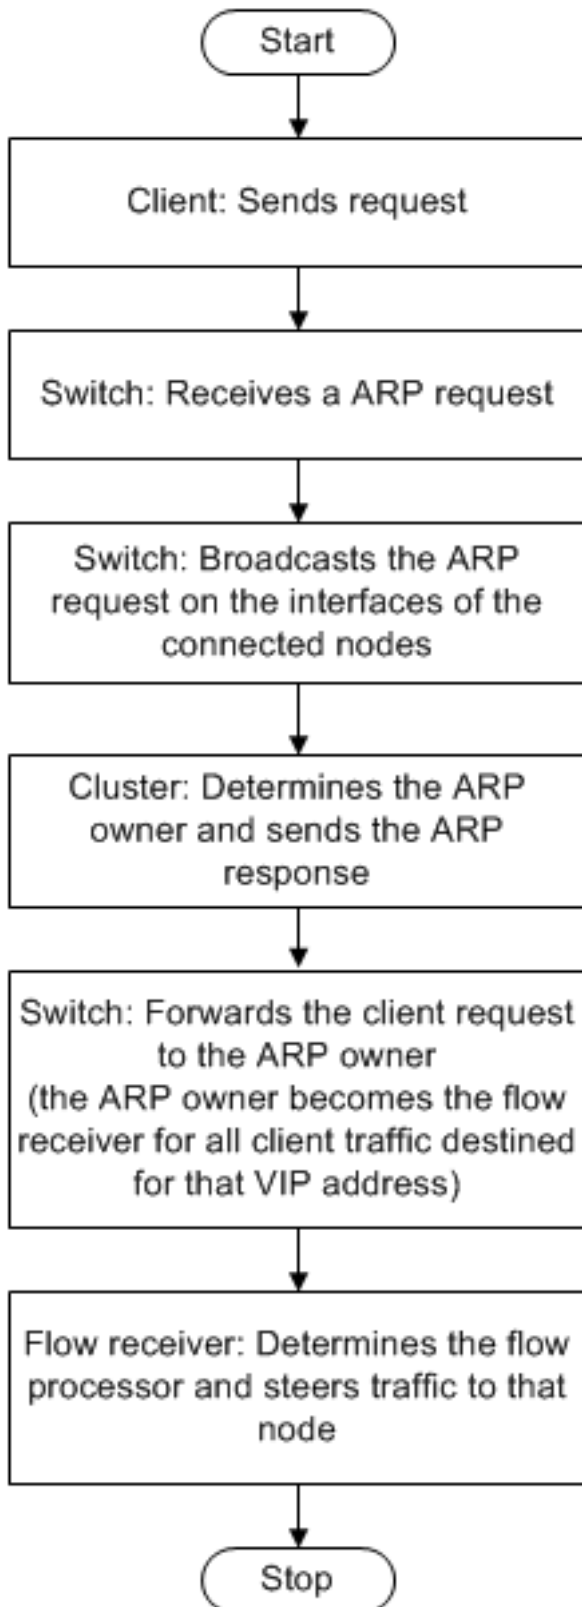 Start
Client: Sends request
Switch: Receives a ARP request
Switch: Broadcasts the ARP
request on the interfaces of the
connected nodes
Cluster: Determines the ARP
owner and sends the ARP
response
Switch: Forwards the client request
to the ARP owner
(the ARP owner becomes the flow
receiver for all client traffic destined
for that VIP address)
Flow receiver: Determines the flow
processor and steers traffic to that
node
Stop